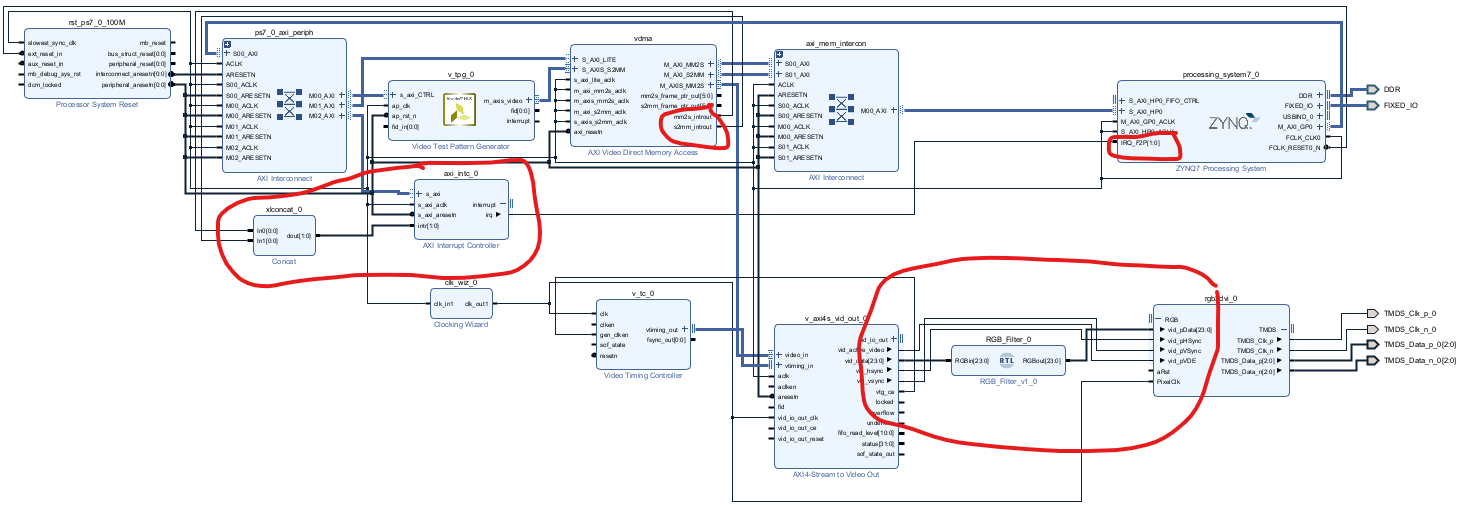 rst_ps7_0_100M
slowest_sync_clk
ext_reset_in
aux_reset_in
mb_debug_sys_rst
dcm_locked
mb_reset
bus_struct_reset[0:0]
peripheral_reset[0:0]
interconnect_aresetn[0:0]
peripheral_aresetn[0:0]
Processor System Reset
ps7_0_axi_periph
S00_AXI
ACLK
ARESETN
S00_ACLK
S00_ARESETN
M00_ACLK
M00_ARESETN
M01_ACLK
M01_ARESETN
M02_ACLK
M02_ARESETN
M00_AXI
M01_AXI
M02_AXI
AXI Interconnect
v_tpg_0
s_axi_CTRL
ap_clk
ap_rst_n
fid_in[0:0]
m_axis_video
fid[0:0]
interrupt
Video Test Pattern Generator
vdma
S_AXI_LITE
S_AXIS_S2MM
s_axi_lite_aclk
m_axi_mm2s_aclk
m_axis_mm2s_aclk
m_axi_s2mm_aclk
s_axis_s2mm_aclk
axi_resetn
M_AXI_MM2S
M_AXI_S2MM
M_AXIS_MM2S
mm2s_frame_ptr_out[5:0]
s2mm_frame_ptr_out[5:0]
mm2s_introut
s2mm_introut
AXI Video Direct Memory Access
axi_mem_intercon
S00_AXI
S01_AXI
ACLK
ARESETN
S00_ACLK
S00_ARESETN
M00_ACLK
M00_ARESETN
S01_ACLK
S01_ARESETN
M00_AXI
AXI Interconnect
processing_system7_0
S_AXI_HP0_FIFO_CTRL
S_AXI_HP0
M_AXI_GP0_ACLK
S_AXI_HP0_ACLK
IRQ_F2P[1:0]
ZYNQ
DDR
FIXED_IO
USBIND_0
M_AXI_GP0
FCLK_CLK0
FCLK_RESET0_N
ZYNQ7 Processing System
DDR
FIXED_IO
axi_intc_0
s_axi
s_axi_aclk
s_axi_aresetn
intr[1:0]
interrupt
irq
AXI Interrupt Controller
xlconcat_0
In0[0:0]
In1[0:0]
dout[1:0]
Concat
clk_wiz_0
clk_in1
clk_out1
Clocking Wizard
v_tc_0
clk
clken
gen_clken
sof_state
resetn
vtiming_out
fsync_out[0:0]
Video Timing Controller
v_axi4s_vid_out_0
video_in
vtiming_in
aclk
aclken
aresetn
fid
vid_io_out_clk
vid_io_out_ce
vid_io_out_reset
vid_io_out
vid_active_video
vid_data[23:0]
vid_hsync
vid_vsync
vtg_ce
locked
overflow
fifo_read_level[10:0]
status[31:0]
sof_state_out
AXI4-Stream to Video Out
RGB_Filter_0
RGBin[23:0]
RTL
RGBout[23:0]
RGB_Filter_v1_0
RGB
vid_pData[23:0]
vid_pHSync
vid_pVSync
vid_pVDE
aRst
PixelClk
TMDS
TMDS_Clk_p
TMDS_Clk_n
TMDS_Data_p[2:0]
TMDS_Data_n[2:0]
TMDS_Clk_p_0
TMDS_Clk_n_0
TMDS_Data_p_0[2:0]
TMDS_Data_n_0[2:0]